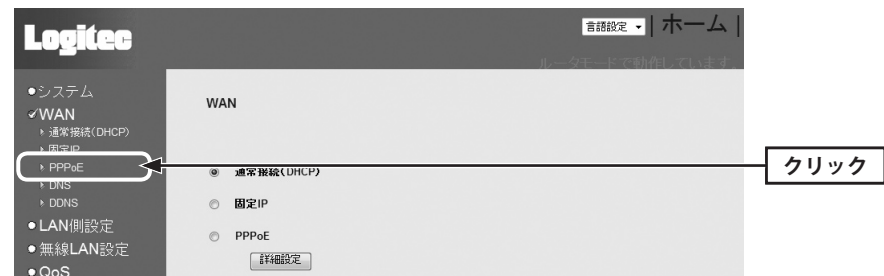 Logitec
言語設定 | ホーム |
ルータモードで動作しています。
●システム
WAN
通常接続(DHCP)
固定IP
PPPoE
DNS
DDNS
●LAN側設定
●無線LAN設定
●QoS
WAN
通常接続(DHCP)
固定IP
PPPoE
詳細設定
クリック